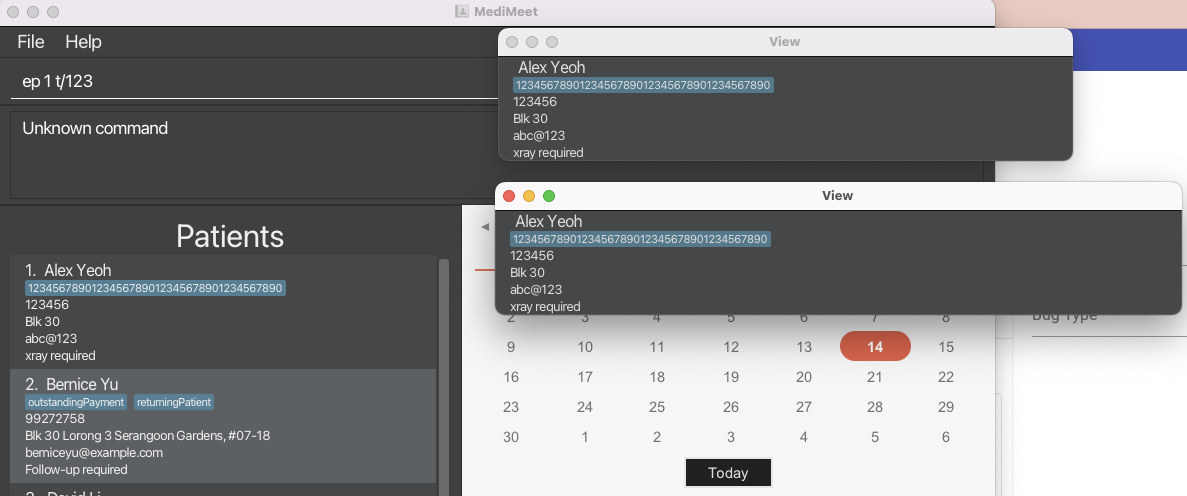 MediMeet
File Help
ep 1 t/123
Unknown command
View
Alex Yeoh
1234567890123456789012345678901234567890
123456
Blk 30
abc@123
xray required
View
Alex Yeoh
1234567890123456789012345678901234567890
123456
Blk 30
abc@123
xray required
Patients
1. Alex Yeoh
1234567890123456789012345678901234567890
123456
Blk 30
abc@123
xray required
2. Bernice Yu
outstandingPayment returningPatient
99272758
Blk 30 Lorong 3 Serangoon Gardens, #07-18
berniceyu@example.com
Follow-up required
3. David Li
2 3 4 5 6 7 8
9 10 11 12 13 14 15
16 17 18 19 20 21 22
23 24 25 26 27 28 29
30 1 2 3 4 5 6
Today
Bug Type